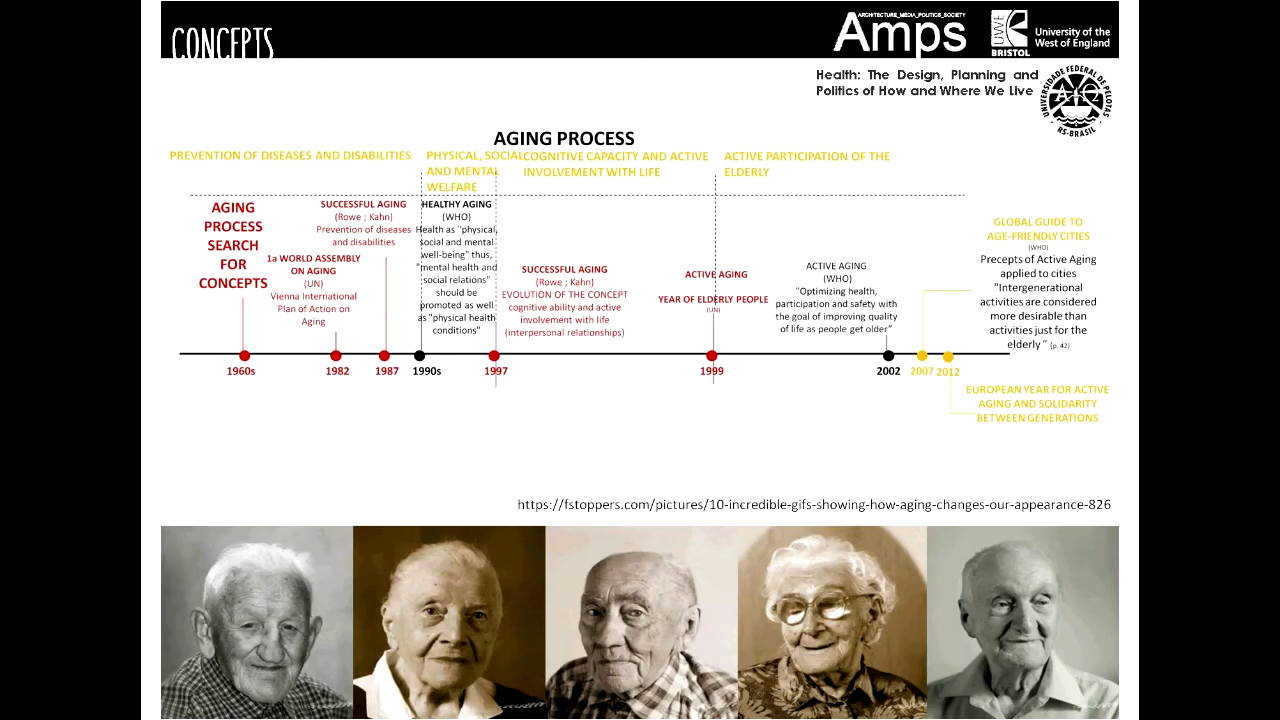 CONCEPTS
ARCHITECTURE_MEDIA_POLITICS_SOCIETY
Amps
UWE
BRISTOL
University of the
West of England
Health: The Design, Planning and
Politics of How and Where We Live
UNIVERSIDADE FEDERAL DE PELOTAS
RS-BRASIL
AGING PROCESS
PREVENTION OF DISEASES AND DISABILITIES
PHYSICAL, SOCIAL
AND MENTAL
WELFARE
COGNITIVE CAPACITY AND ACTIVE
INVOLVEMENT WITH LIFE
ACTIVE PARTICIPATION OF THE
ELDERLY
AGING
PROCESS
SEARCH
FOR
CONCEPTS
1a WORLD ASSEMBLY
ON AGING
(UN)
Vienna International
Plan of Action on
Aging
SUCCESSFUL AGING
(Rowe ; Kahn)
Prevention of diseases
and disabilities
HEALTHY AGING
(WHO)
Health as "physical,
social and mental
well-being" thus,
"mental health and
social relations"
should be
promoted as well
as "physical health
conditions"
SUCCESSFUL AGING
(Rowe ; Kahn)
EVOLUTION OF THE CONCEPT
cognitive ability and active
involvement with life
(interpersonal relationships)
ACTIVE AGING
YEAR OF ELDERLY PEOPLE
(UN)
ACTIVE AGING
(WHO)
"Optimizing health,
participation and safety with
the goal of improving quality
of life as people get older"
GLOBAL GUIDE TO
AGE-FRIENDLY CITIES
(WHO)
Precepts of Active Aging
applied to cities
"Intergenerational
activities are considered
more desirable than
activities just for the
elderly " (p. 42)
1960s
1982
1987
1990s
1997
1999
2002
2007
2012
EUROPEAN YEAR FOR ACTIVE
AGING AND SOLIDARITY
BETWEEN GENERATIONS
https://fstoppers.com/pictures/10-incredible-gifs-showing-how-aging-changes-our-appearance-826